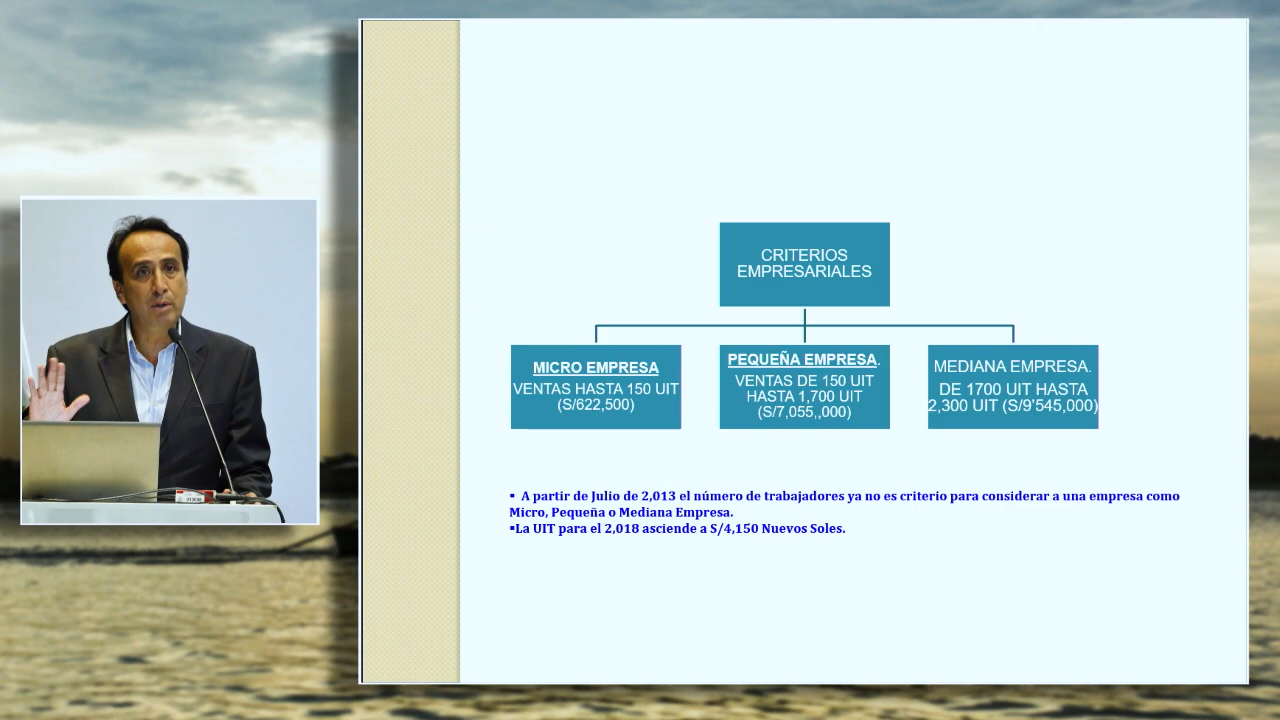 CRITERIOS
EMPRESARIALES
MICRO EMPRESA
VENTAS HASTA 150 UIT
(S/622,500)
PEQUEÑA EMPRESA.
VENTAS DE 150 UIT
HASTA 1,700 UIT
(S/7,055,,000)
MEDIANA EMPRESA.
DE 1700 UIT HASTA
2,300 UIT (S/9'545,000)
▪ A partir de Julio de 2,013 el número de trabajadores ya no es criterio para considerar a una empresa como
Micro, Pequeña o Mediana Empresa.
▪La UIT para el 2,018 asciende a S/4,150 Nuevos Soles.